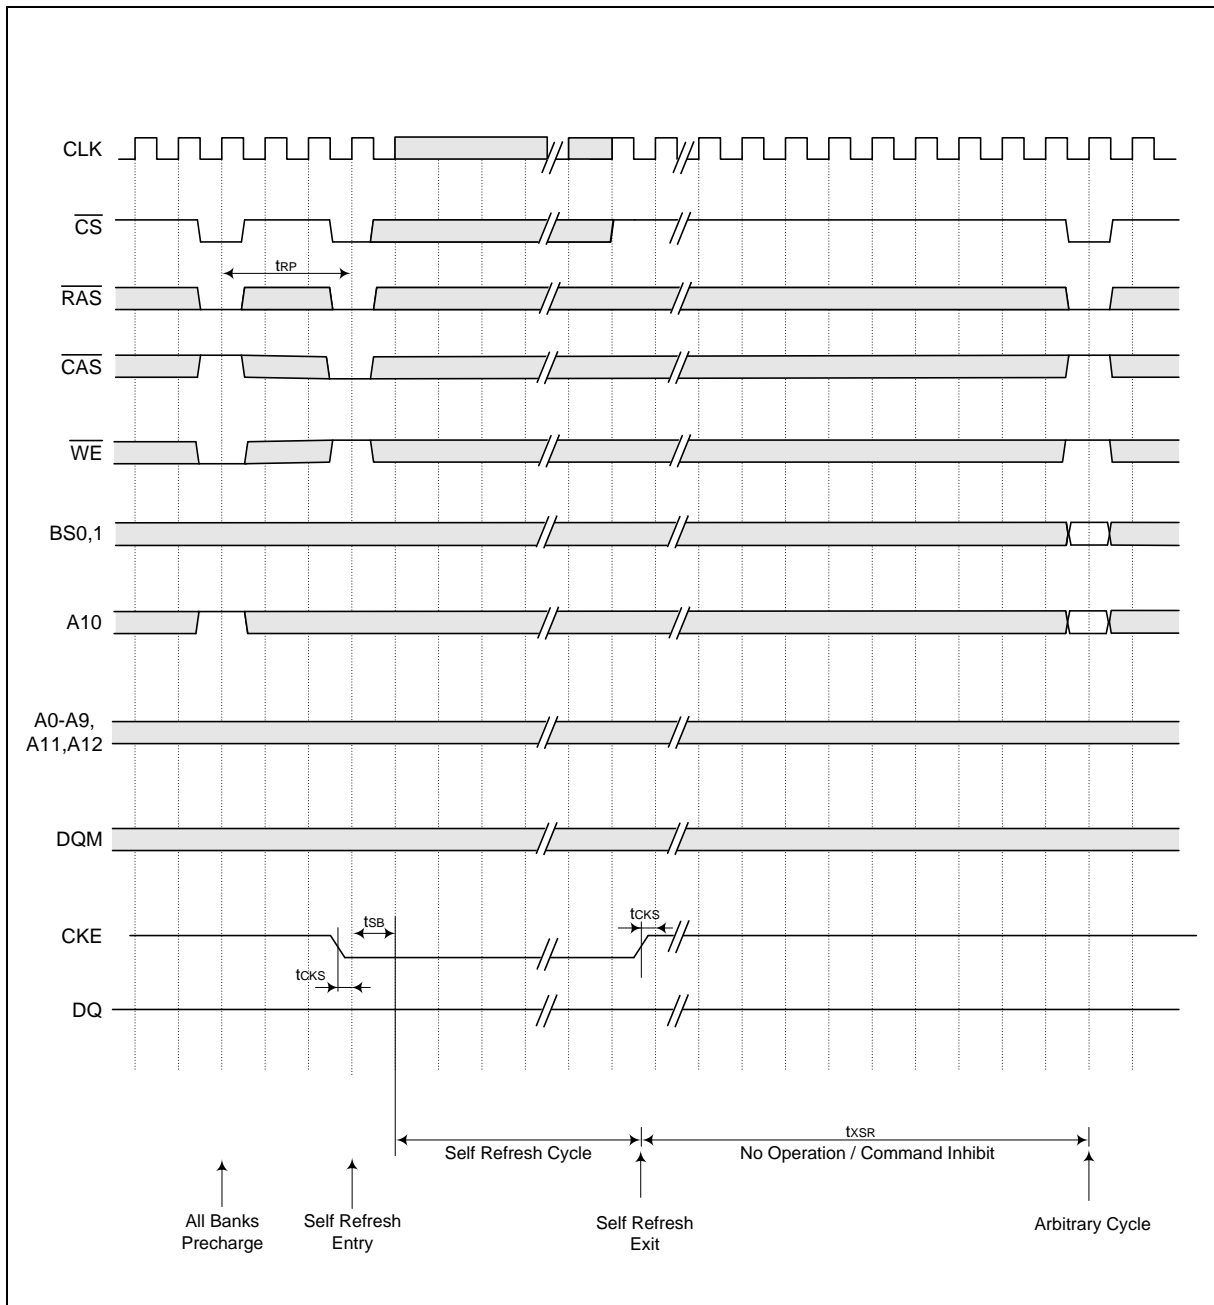 CLK
CS
tRP
RAS
CAS
WE
BS0,1
A10
A0-A9,
A11,A12
DQM
tSB
tCKS
CKE
tCKS
DQ
tXSR
Self Refresh Cycle
No Operation / Command Inhibit
All Banks
Precharge
Self Refresh
Entry
Self Refresh
Exit
Arbitrary Cycle